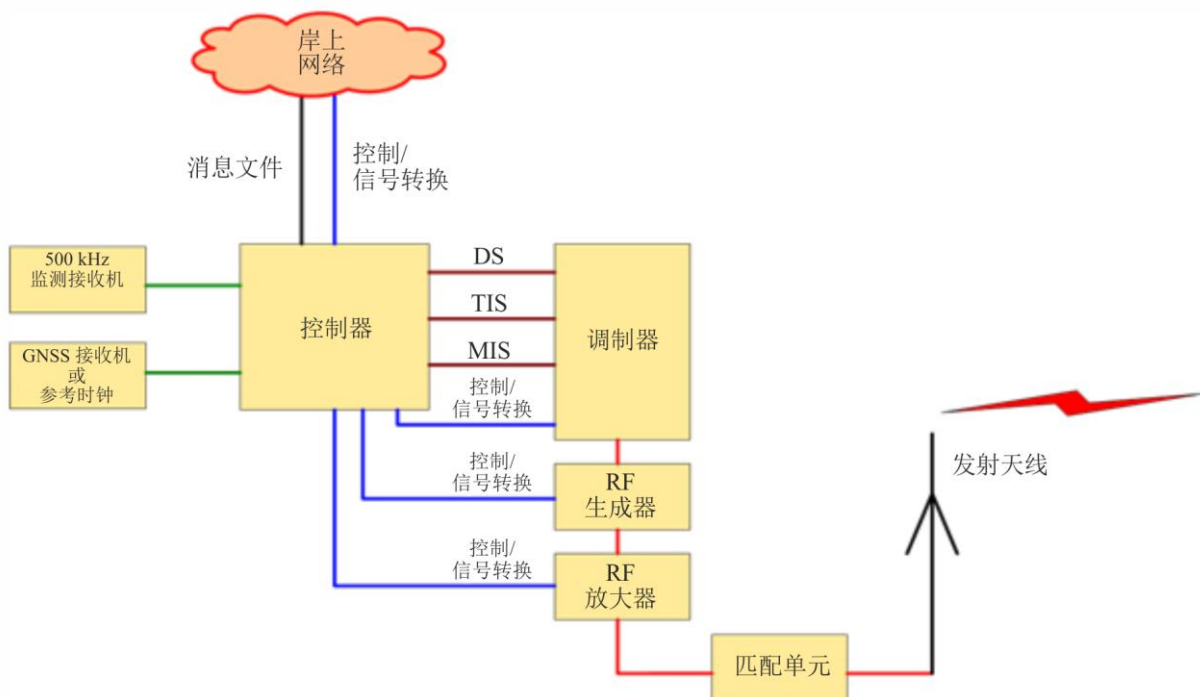 岸上
网络
消息文件
控制/
信号转换
500 kHz
监测接收机
GNSS 接收机
或
参考时钟
控制器
DS
TIS
MIS
控制/
信号转换
调制器
控制/
信号转换
RF
生成器
控制/
信号转换
RF
放大器
匹配单元
发射天线